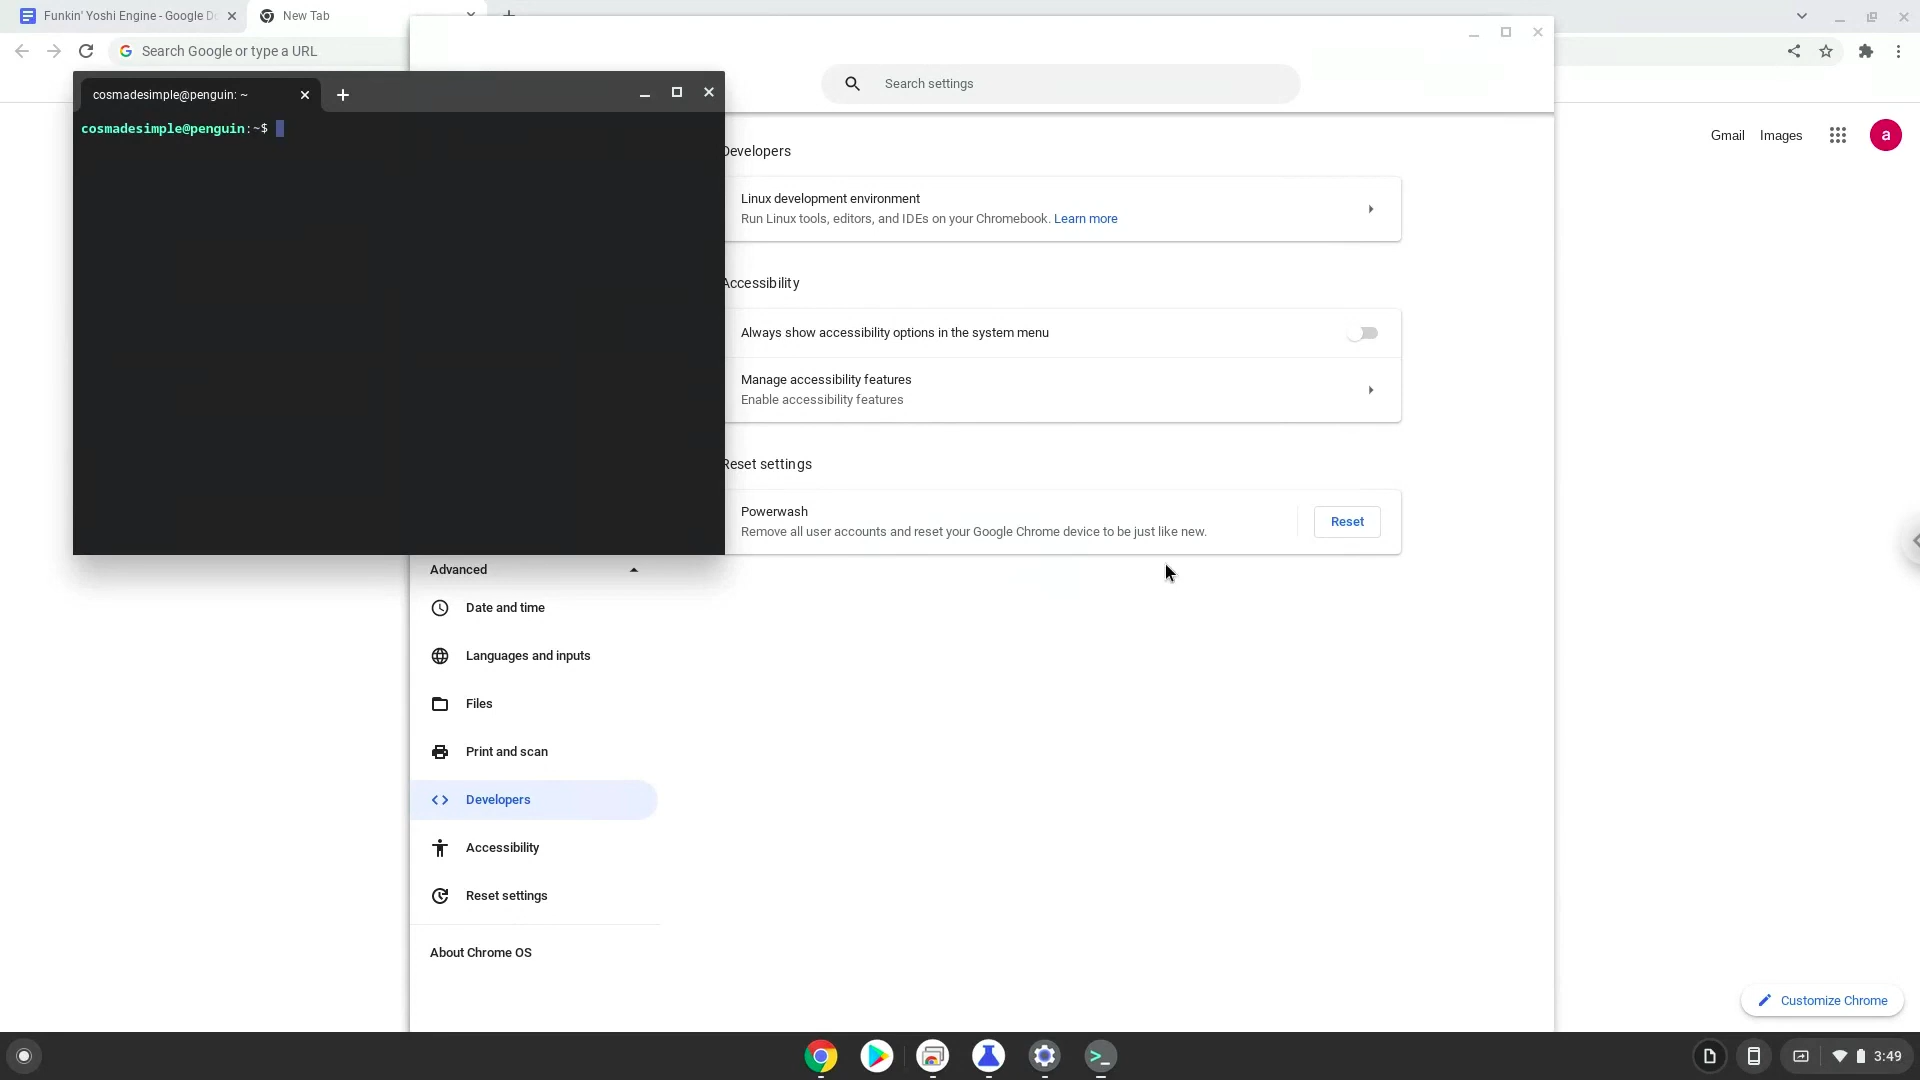 Funkin' Yoshi Engine - Google Do
New Tab
Search Google or type a URL
Search settings
cosmadesimple@penguin: ~
cosmadesimple@penguin:~$
Gmail
Images
a
Developers
Linux development environment
Run Linux tools, editors, and IDEs on your Chromebook. Learn more
Accessibility
Always show accessibility options in the system menu
Manage accessibility features
Enable accessibility features
Reset settings
Powerwash
Remove all user accounts and reset your Google Chrome device to be just like new.
Reset
Advanced
Date and time
Languages and inputs
Files
Print and scan
Developers
Accessibility
Reset settings
About Chrome OS
Customize Chrome
3:49